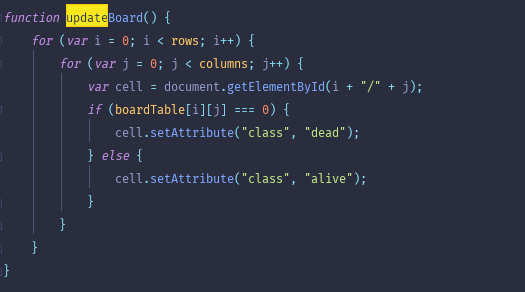 function updateBoard() {
for (var i = 0; i < rows; i++) {
for (var j = 0; j < columns; j++) {
var cell = document.getElementById(i + "/" + j);
if (boardTable[i][j] === 0) {
cell.setAttribute("class", "dead");
} else {
cell.setAttribute("class", "alive");
}
}
}
}